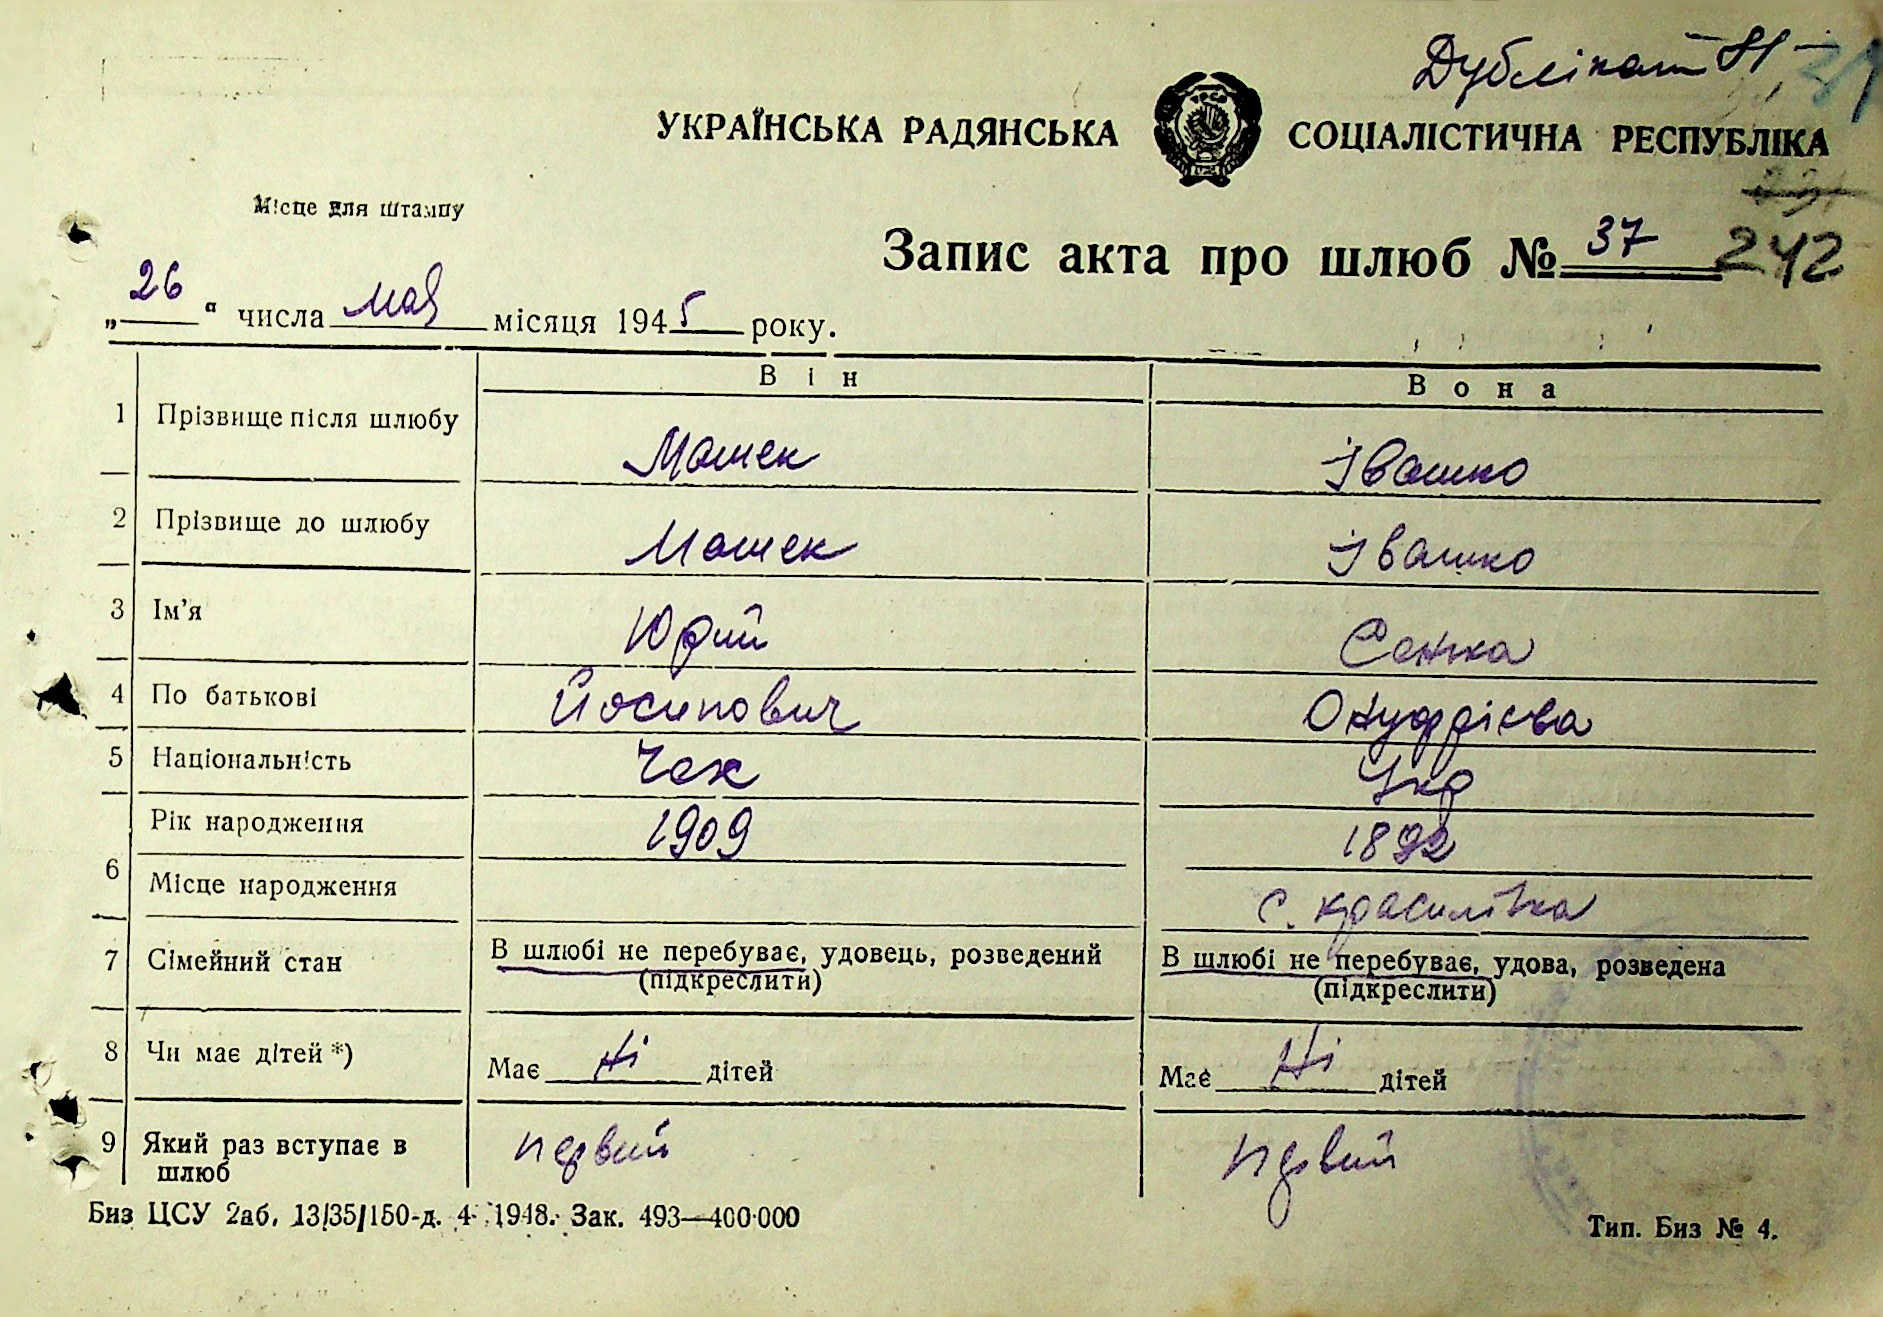 Дублікат
УКРАЇНСЬКА РАДЯНСЬКА СОЦІАЛІСТИЧНА РЕСПУБЛІКА
Місце для штампу
Запис акта про шлюб № 37 242
„26“ числа мая місяця 1945 року.
Він Вона
1 Прізвище після шлюбу Мошек Івашко
2 Прізвище до шлюбу Мошек Івашко
3 Ім’я Юрий
4 По батькові Йосипович Онуфрієва
5 Національність Чех Укр
Рік народження 1909 1892
6 Місце народження с. Красилівка
7 Сімейний стан В шлюбі не перебуває, удовець, розведений (підкреслити) В шлюбі не перебуває, удова, розведена (підкреслити)
8 Чи має дітей *) Має Ні дітей Має Ні дітей
9 Який раз вступає в шлюб первий первий
Биз ЦСУ 2аб. 13/35/150-д. 4 1948. Зак. 493—400·000
Тип. Биз № 4.